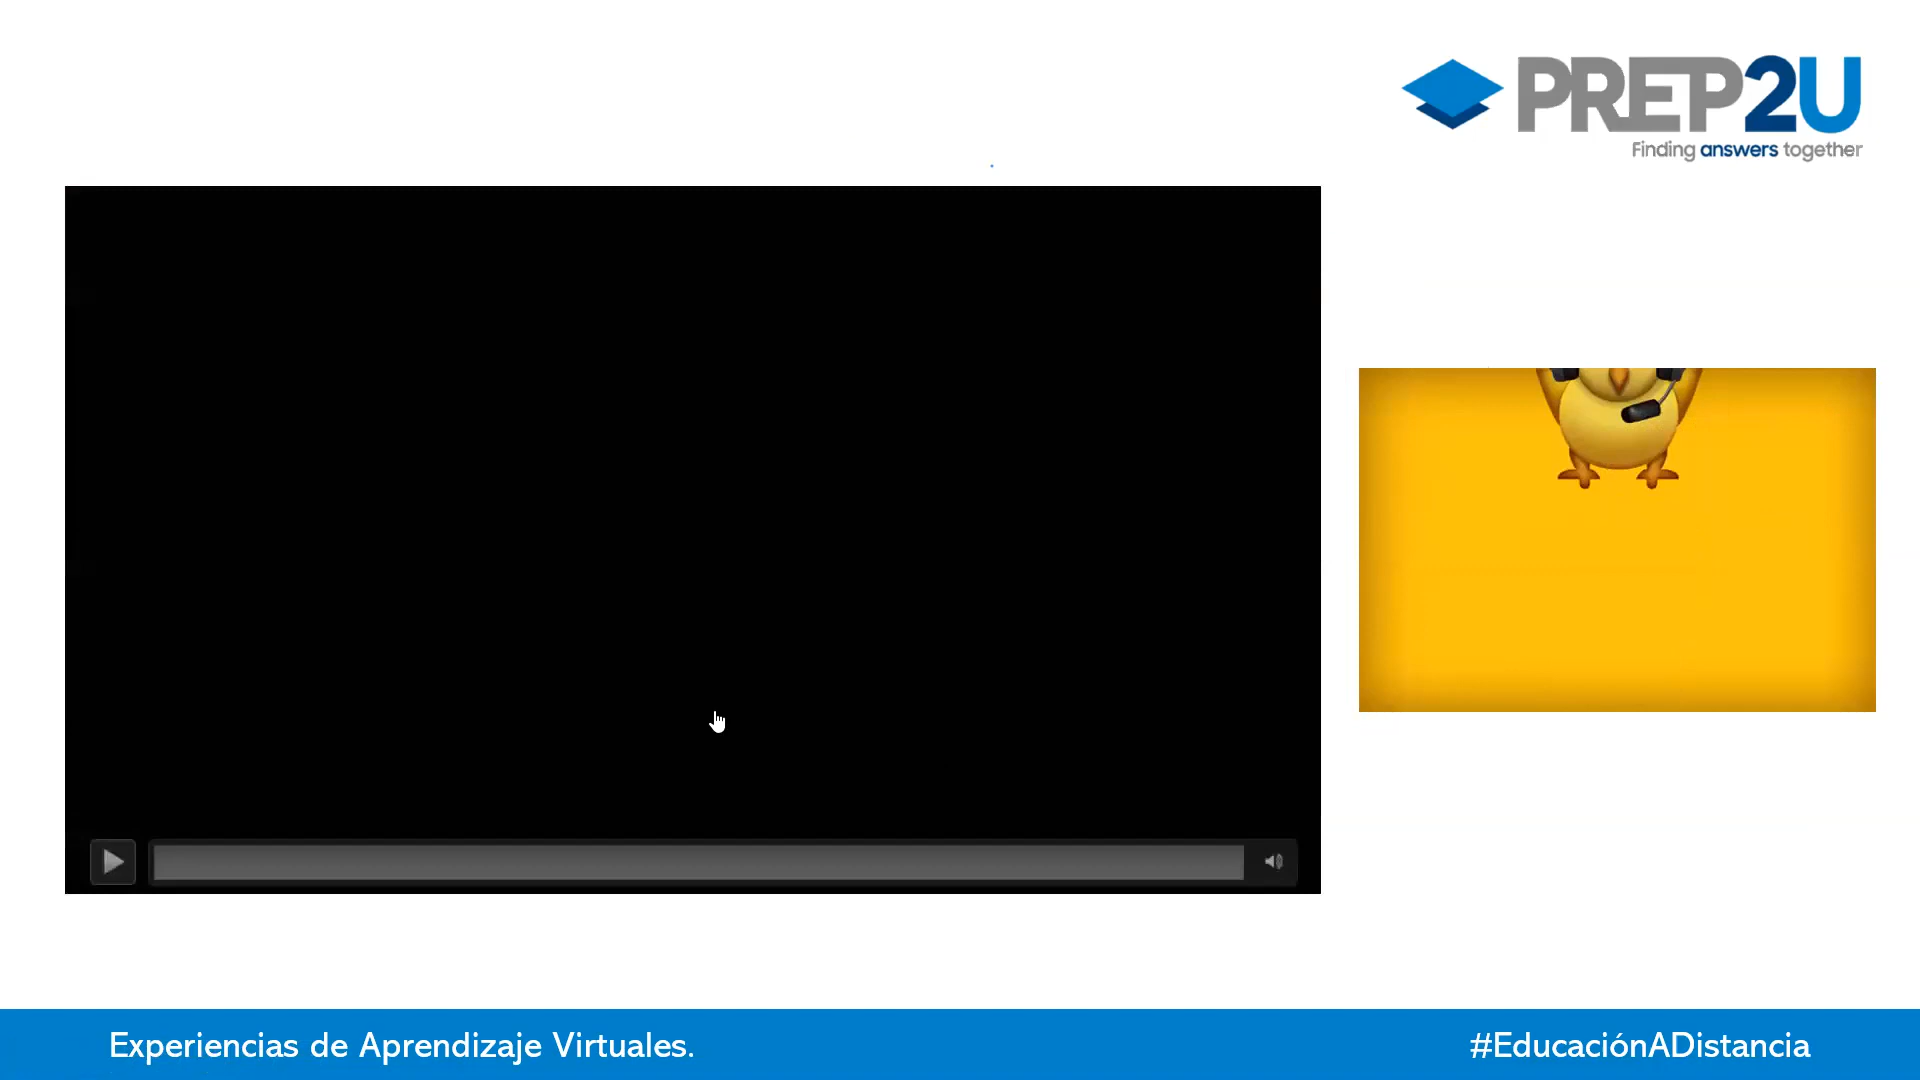 PREP2U
Finding answers together
Experiencias de Aprendizaje Virtuales.
#EducaciónADistancia